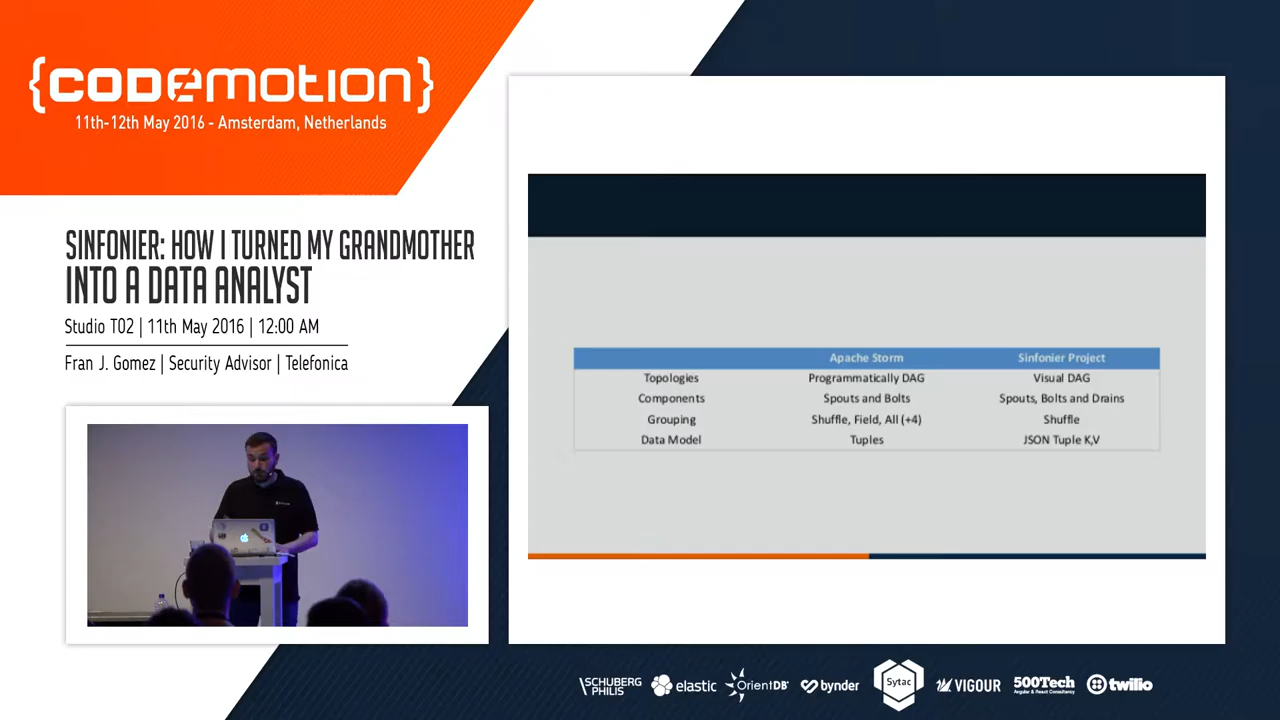 {CODEMOTION}
11th-12th May 2016 - Amsterdam, Netherlands
SINFONIER: HOW I TURNED MY GRANDMOTHER
INTO A DATA ANALYST
Studio T02 | 11th May 2016 | 12:00 AM
Fran J. Gomez | Security Advisor | Telefonica
Apache Storm Sinfonier Project
Topologies Programmatically DAG Visual DAG
Components Spouts and Bolts Spouts, Bolts and Drains
Grouping Shuffle, Field, All (+4) Shuffle
Data Model Tuples JSON Tuple K,V
SCHUBERG
PHILIS
elastic
OrientDB
bynder
Sytac
VIGOUR
500Tech
Angular & React Consultancy
twilio